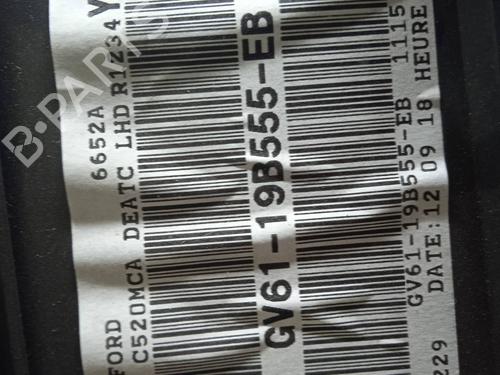 FORD 6652A
C520MCA DEATC LHD R1234Y
GV61-19B555-EB
GV61-19B555-EB 1115
DATE:12 09 18 HEURE
229
B-PARTS